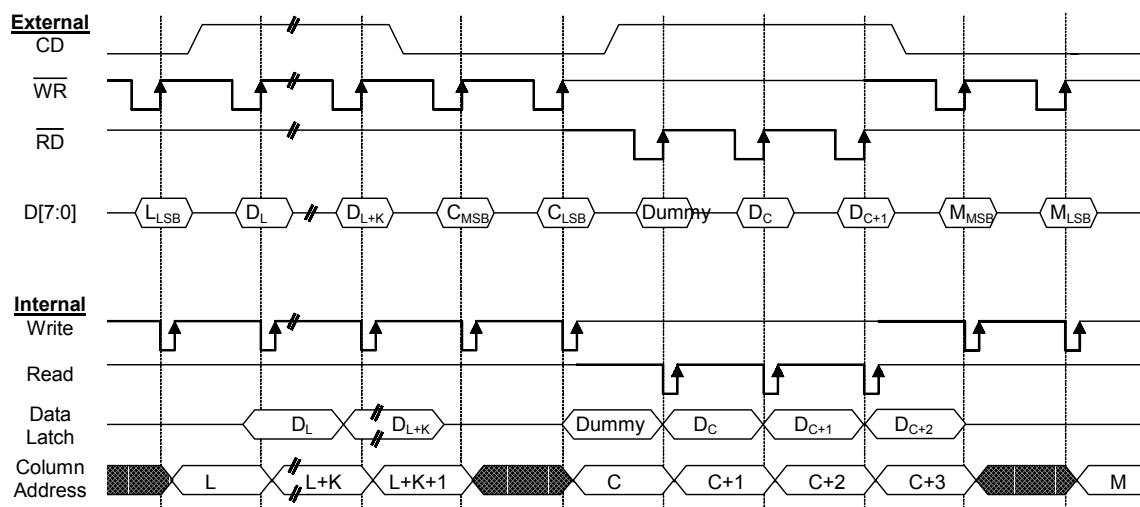 External
CD
WR
RD
D[7:0] LLSB DL DL+K CMSB CLSB Dummy DC DC+1 MMSB MLSB
Internal
Write
Read
Data Latch DL DL+K Dummy DC DC+1 DC+2
Column Address L L+K L+K+1 C C+1 C+2 C+3 M